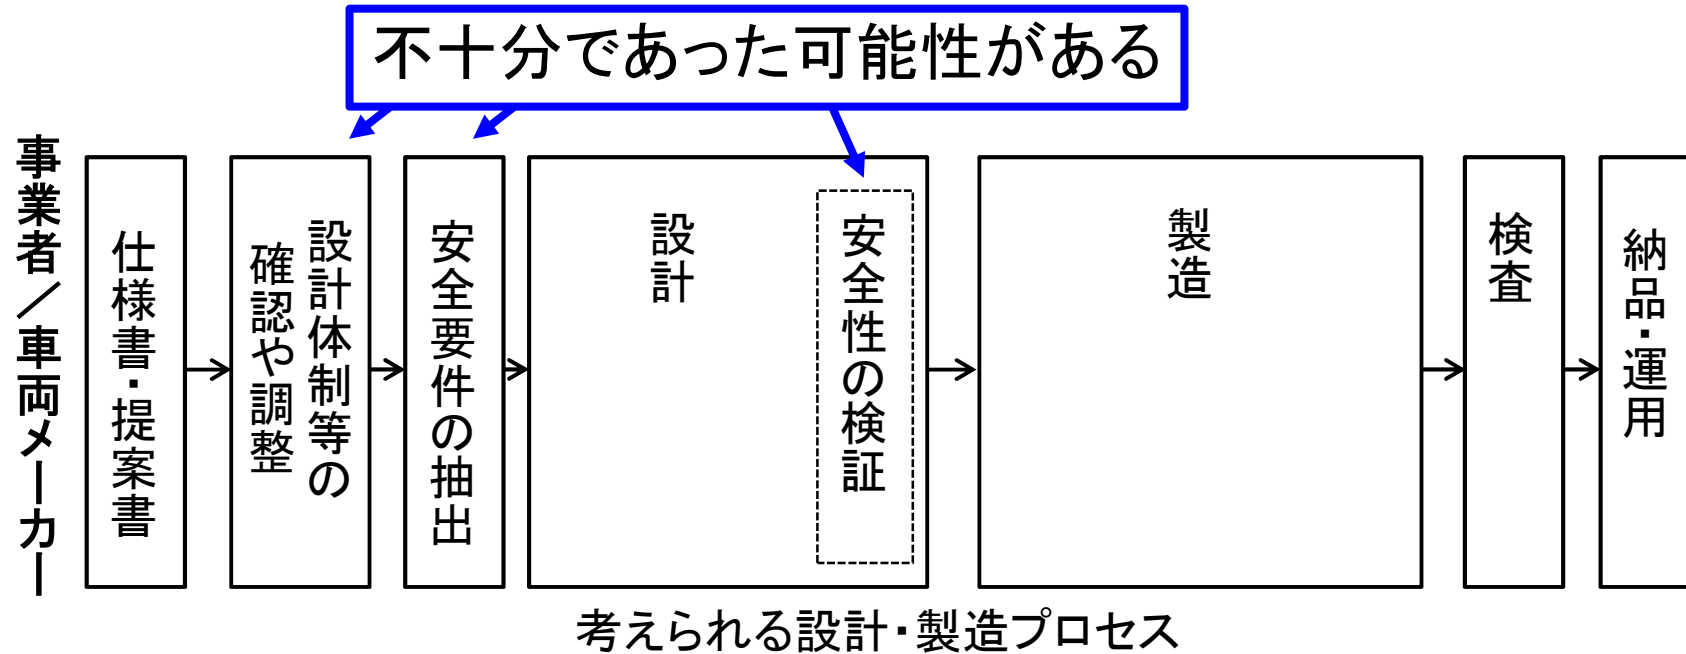 不十分であった可能性がある
事業者／車両メーカー
仕様書・提案書
設計体制等の
確認や調整
安全要件の抽出
設計
安全性の検証
製造
検査
納品・運用
考えられる設計・製造プロセス